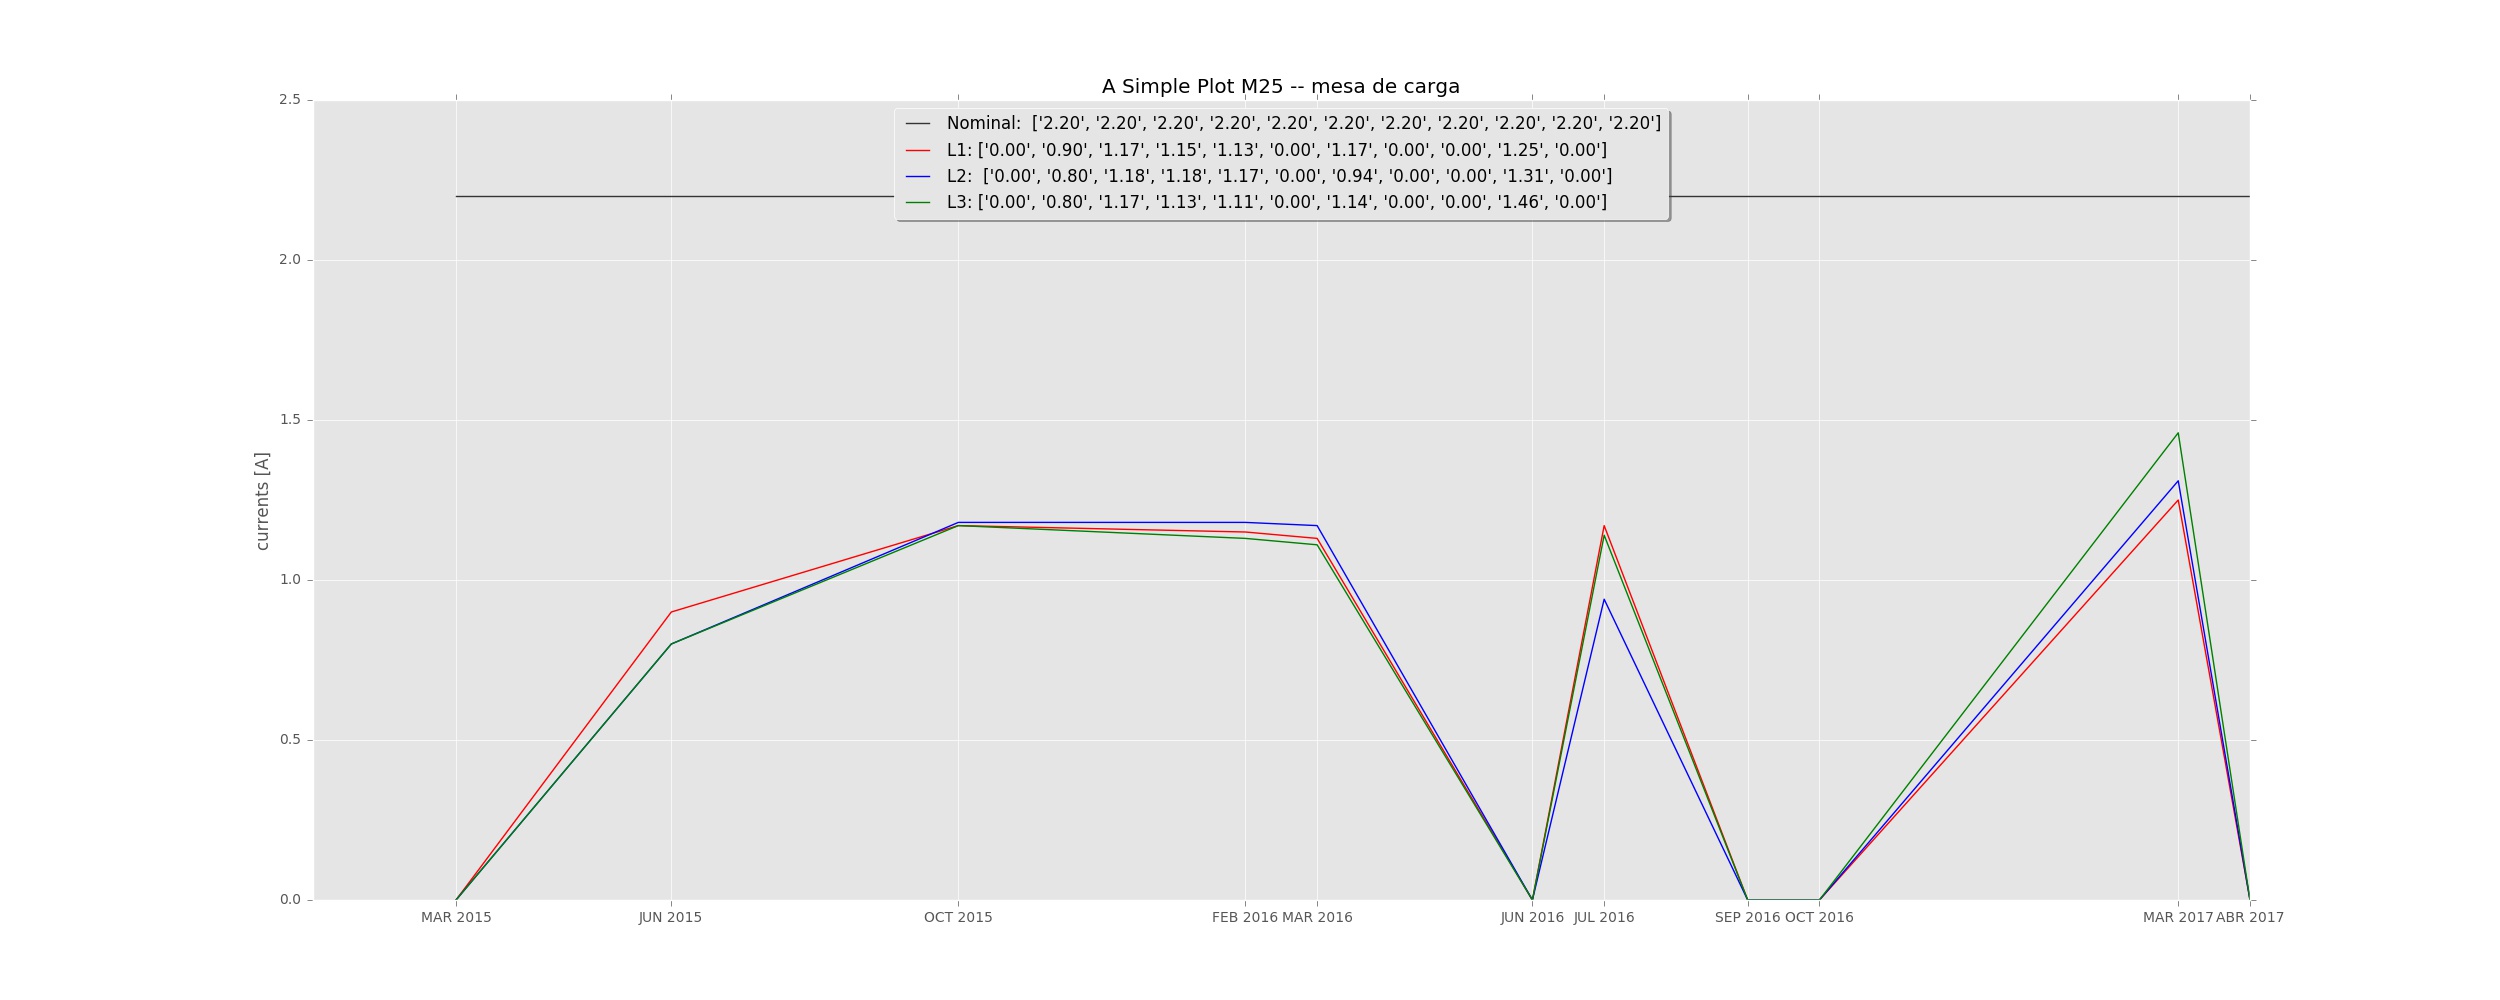 A Simple Plot M25 -- mesa de carga
2.5
Nominal:  ['2.20', '2.20', '2.20', '2.20', '2.20', '2.20', '2.20', '2.20', '2.20', '2.20', '2.20']
L1: ['0.00', '0.90', '1.17', '1.15', '1.13', '0.00', '1.17', '0.00', '0.00', '1.25', '0.00']
L2:  ['0.00', '0.80', '1.18', '1.18', '1.17', '0.00', '0.94', '0.00', '0.00', '1.31', '0.00']
L3: ['0.00', '0.80', '1.17', '1.13', '1.11', '0.00', '1.14', '0.00', '0.00', '1.46', '0.00']
2.0
1.5
currents [A]
1.0
0.5
0.0
MAR 2015 JUN 2015 OCT 2015 FEB 2016 MAR 2016 JUN 2016 JUL 2016 SEP 2016 OCT 2016 MAR 2017 ABR 2017